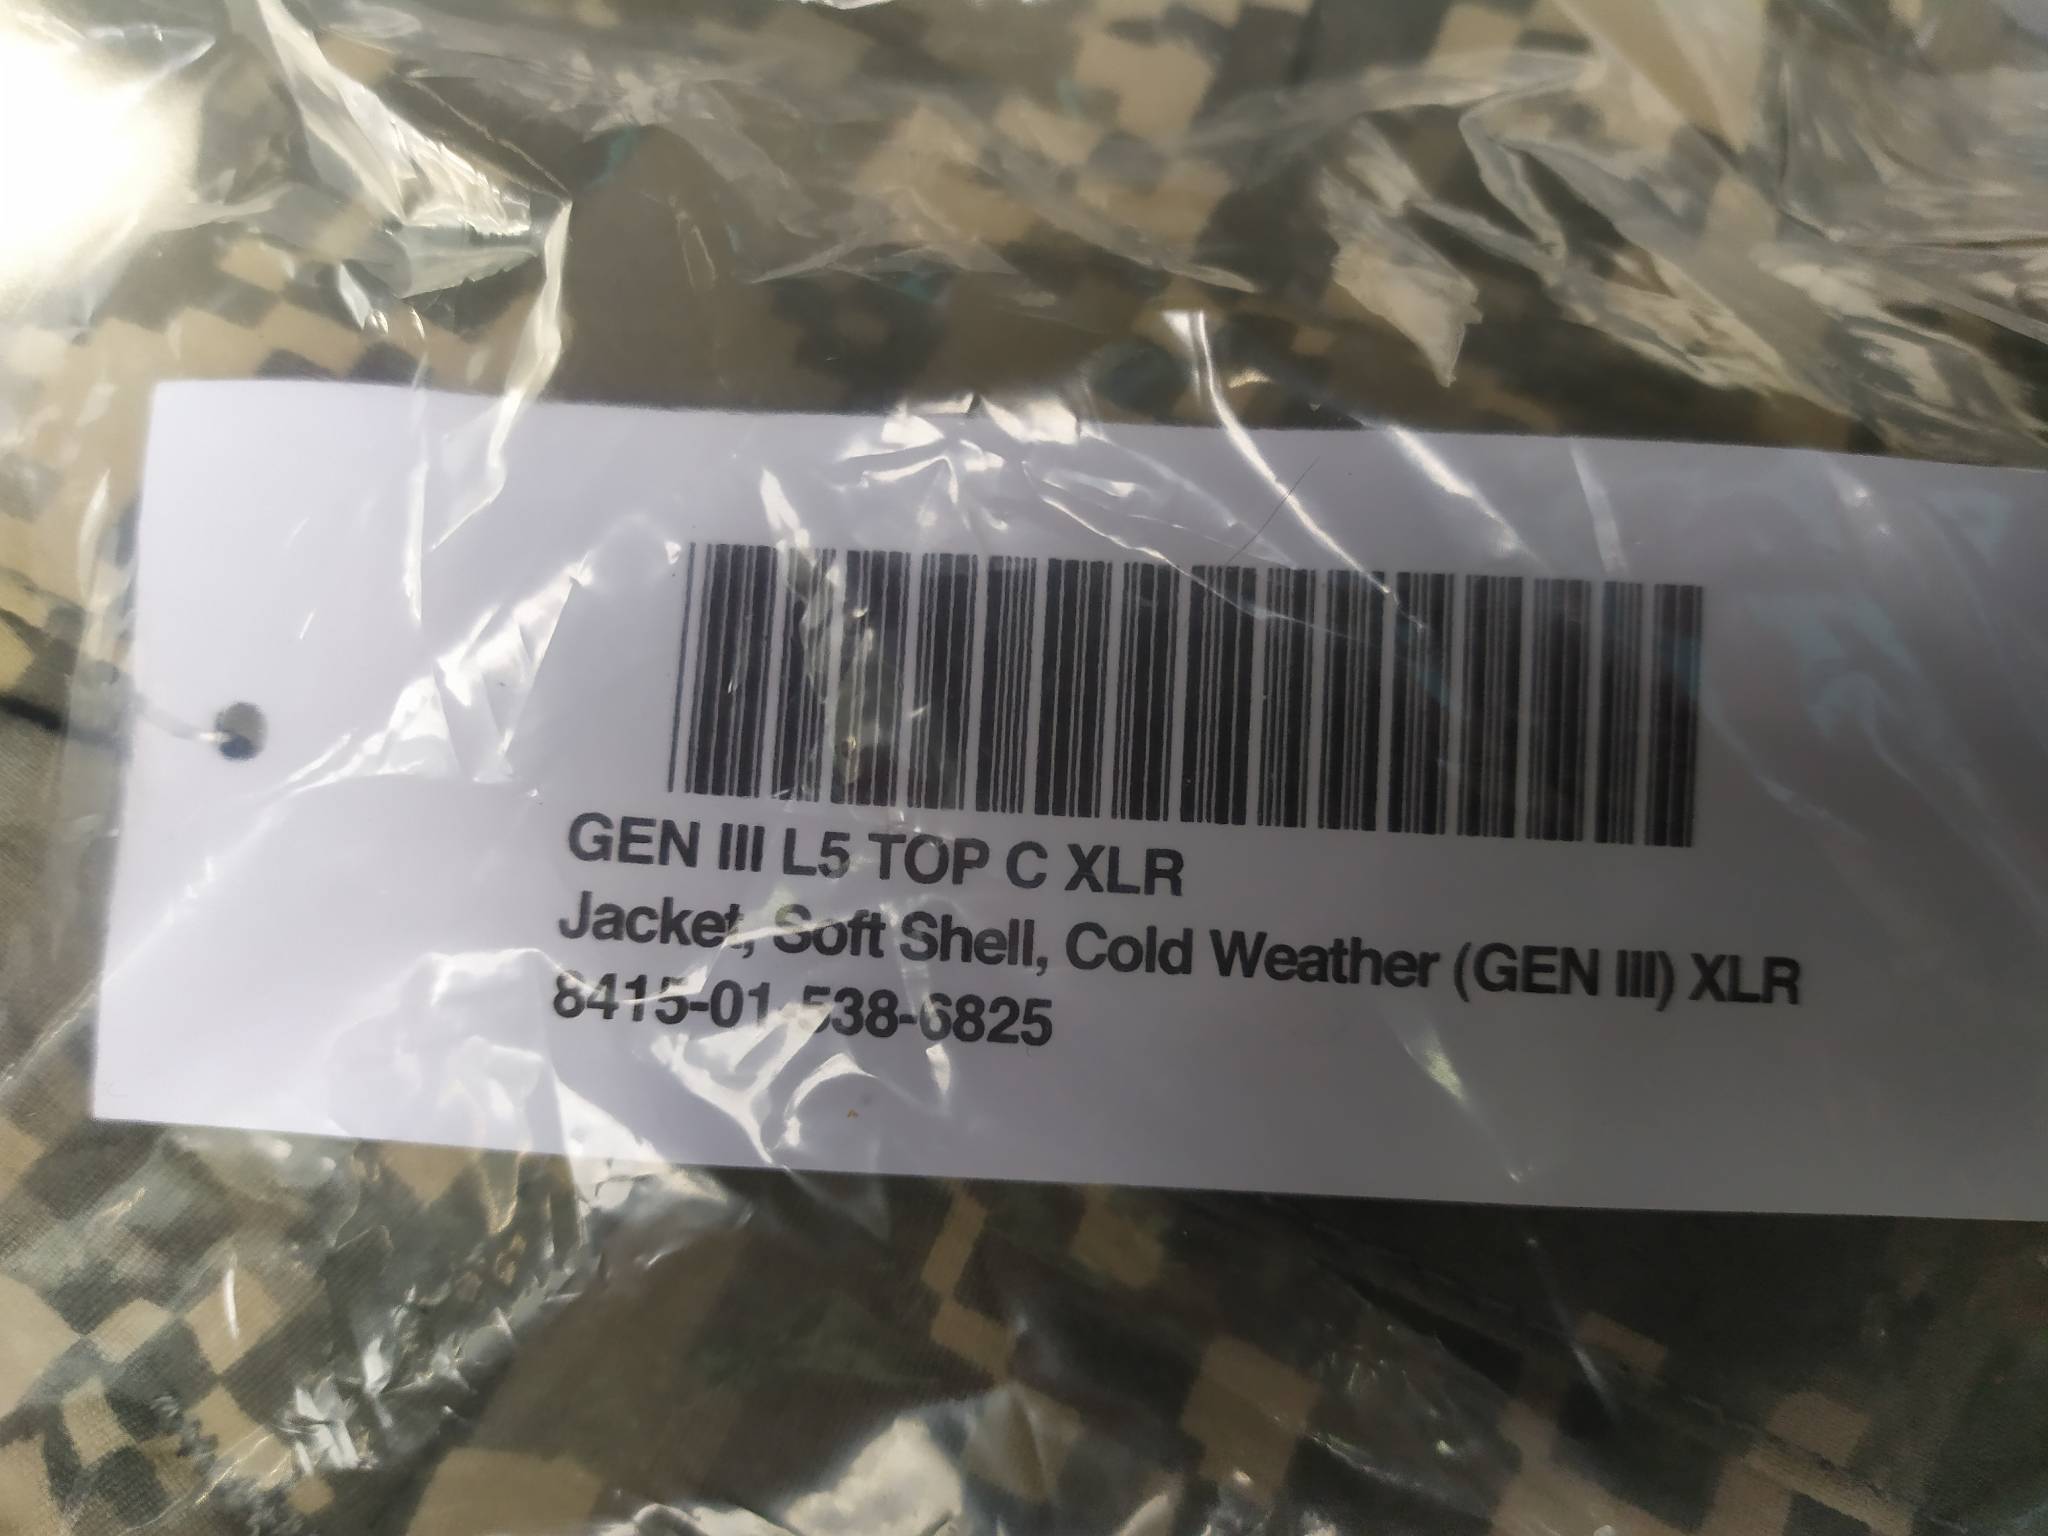 GEN III L5 TOP C XLR
Jacket, Soft Shell, Cold Weather (GEN III) XLR
8415-01-538-6825